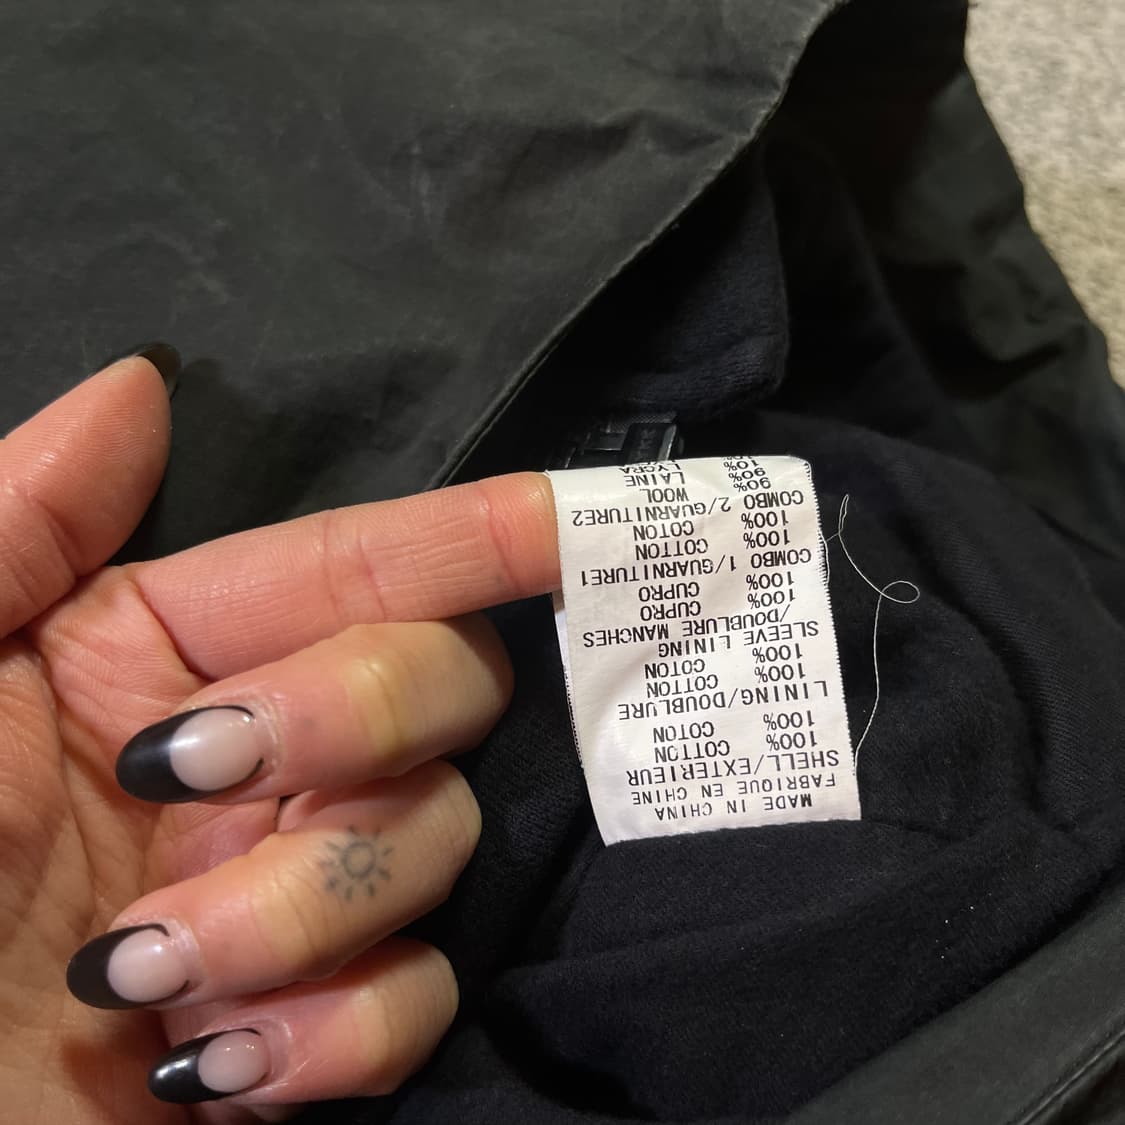 MADE IN CHINA
FABRIQUE EN CHINE
SHELL/EXTERIEUR
100% COTTON
100% COTON
LINING/DOUBLURE
100% COTTON
100% COTON
SLEEVE LINING
/DOUBLURE MANCHES
100% CUPRO
100% CUPRO
COMBO 1/GUARNITURE1
100% COTTON
100% COTON
COMBO 2/GUARNITURE2
90% WOOL
90% LAINE
10% LYCRA